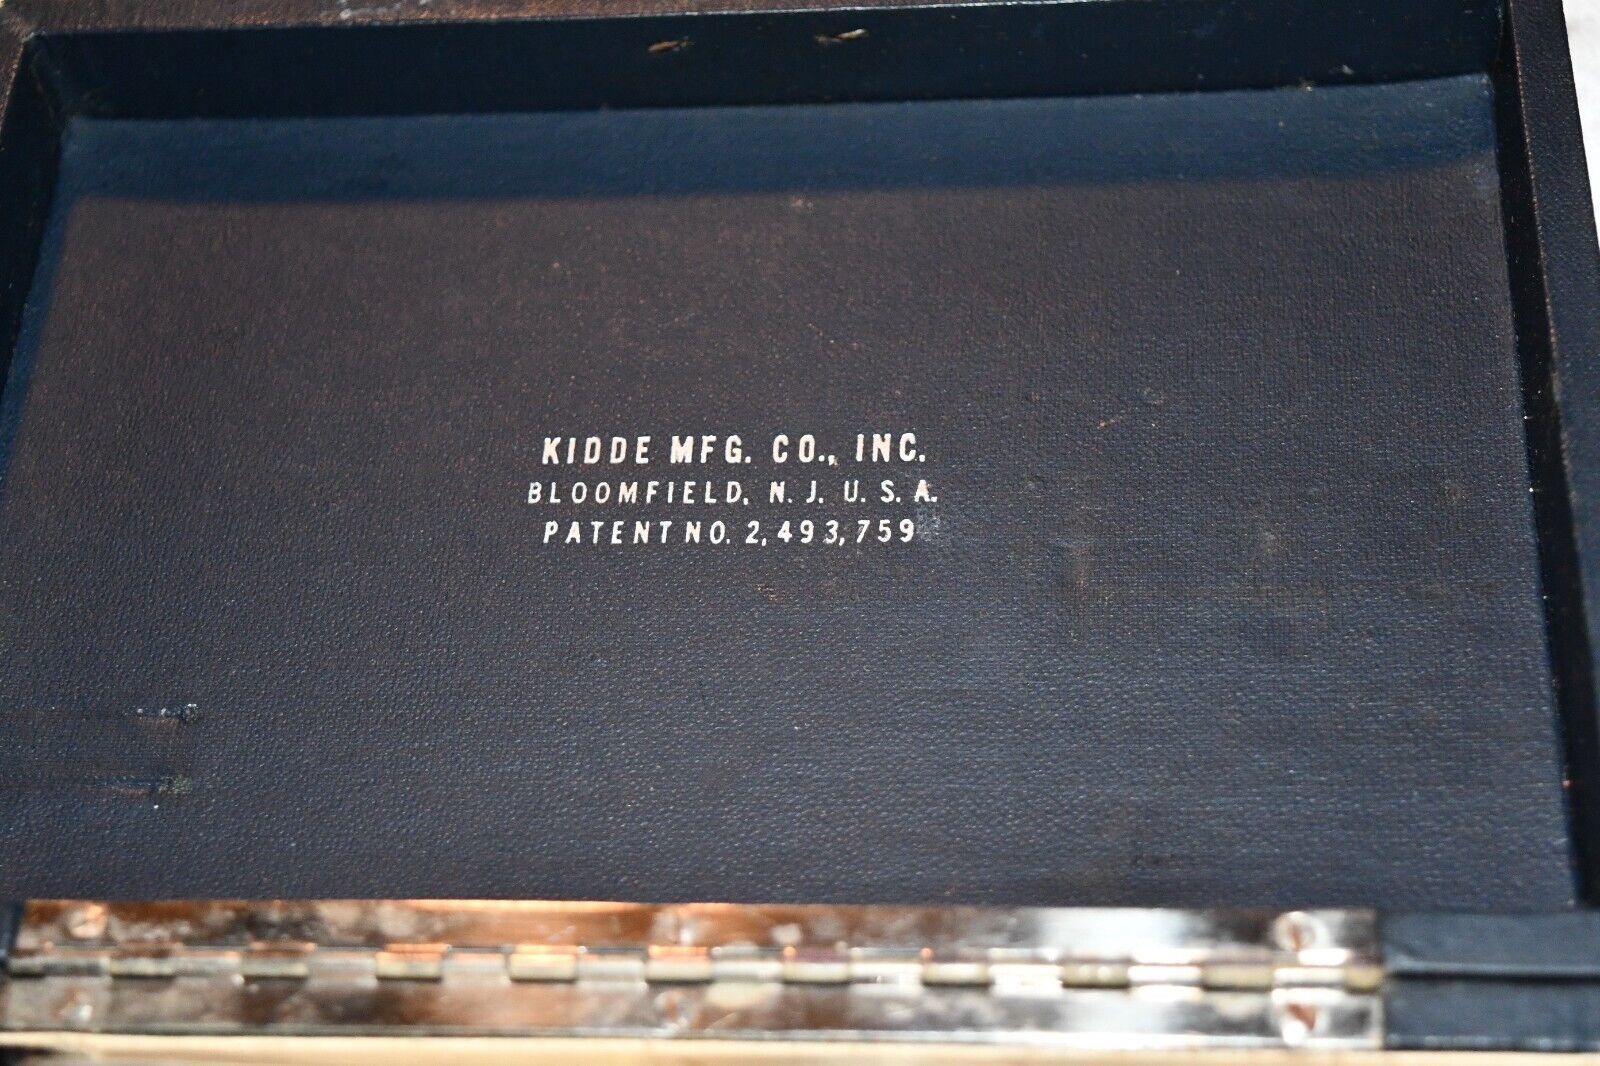 KIDDE MFG. CO., INC.
BLOOMFIELD, N. J. U. S. A.
PATENT NO. 2,493,759